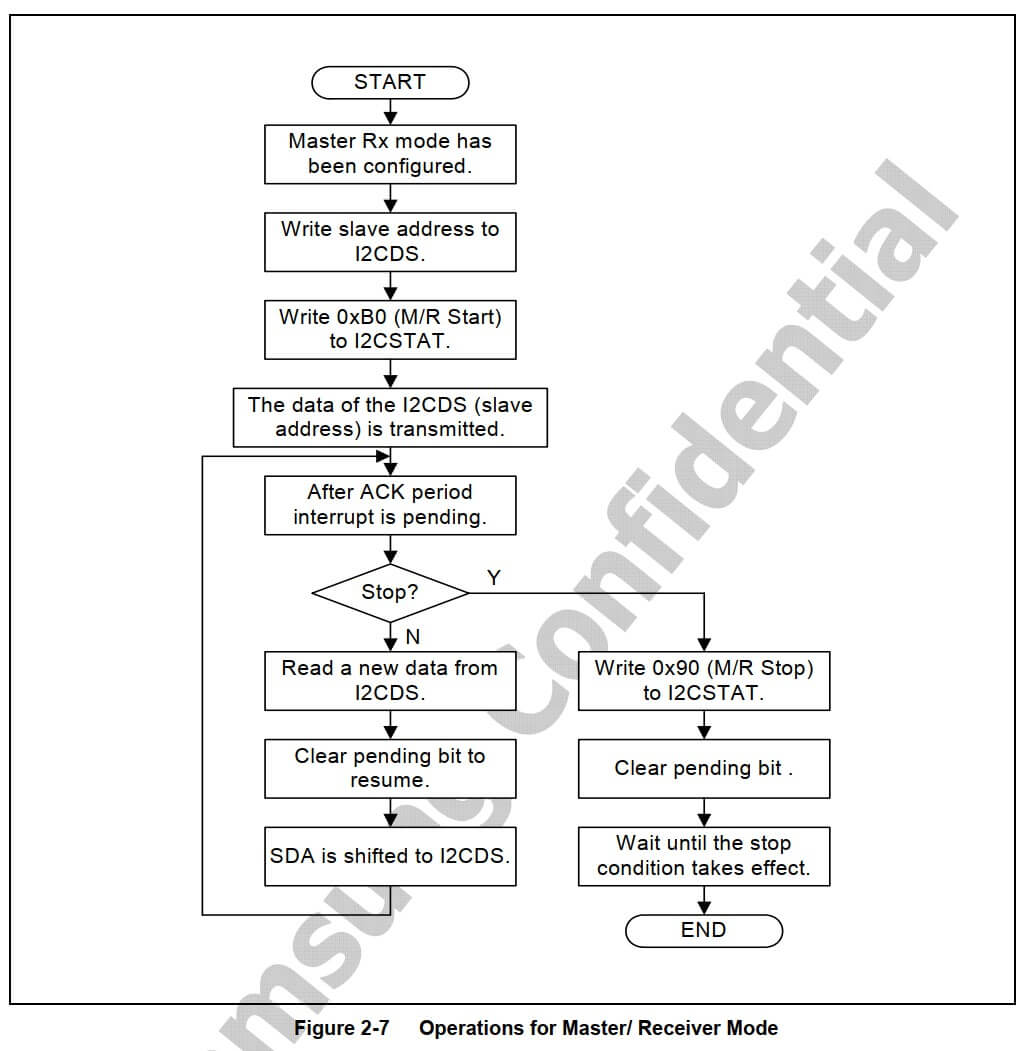 START
Master Rx mode has
been configured.
Write slave address to
I2CDS.
Write 0xB0 (M/R Start)
to I2CSTAT.
The data of the I2CDS (slave
address) is transmitted.
After ACK period
interrupt is pending.
Stop?
Y
N
Read a new data from
I2CDS.
Clear pending bit to
resume.
SDA is shifted to I2CDS.
Write 0x90 (M/R Stop)
to I2CSTAT.
Clear pending bit .
Wait until the stop
condition takes effect.
END
Figure 2-7 Operations for Master/ Receiver Mode
msung Confidential